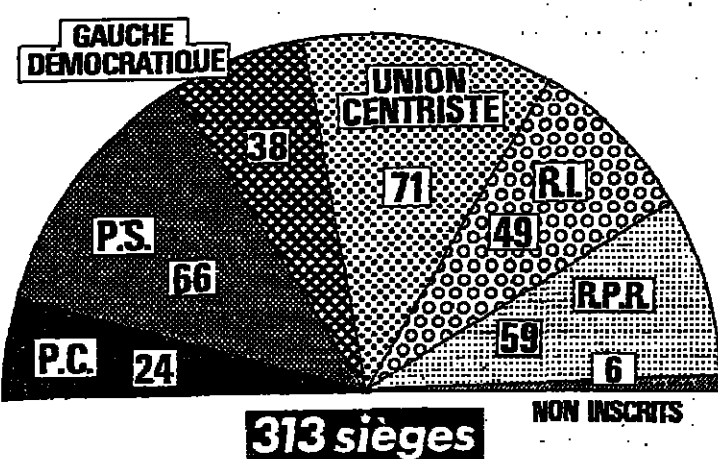 GAUCHE
DÉMOCRATIQUE
38
UNION
CENTRISTE
71
R.I.
49
P.S.
66
R.P.R.
59
P.C.
24
6
NON INSCRITS
313 sièges